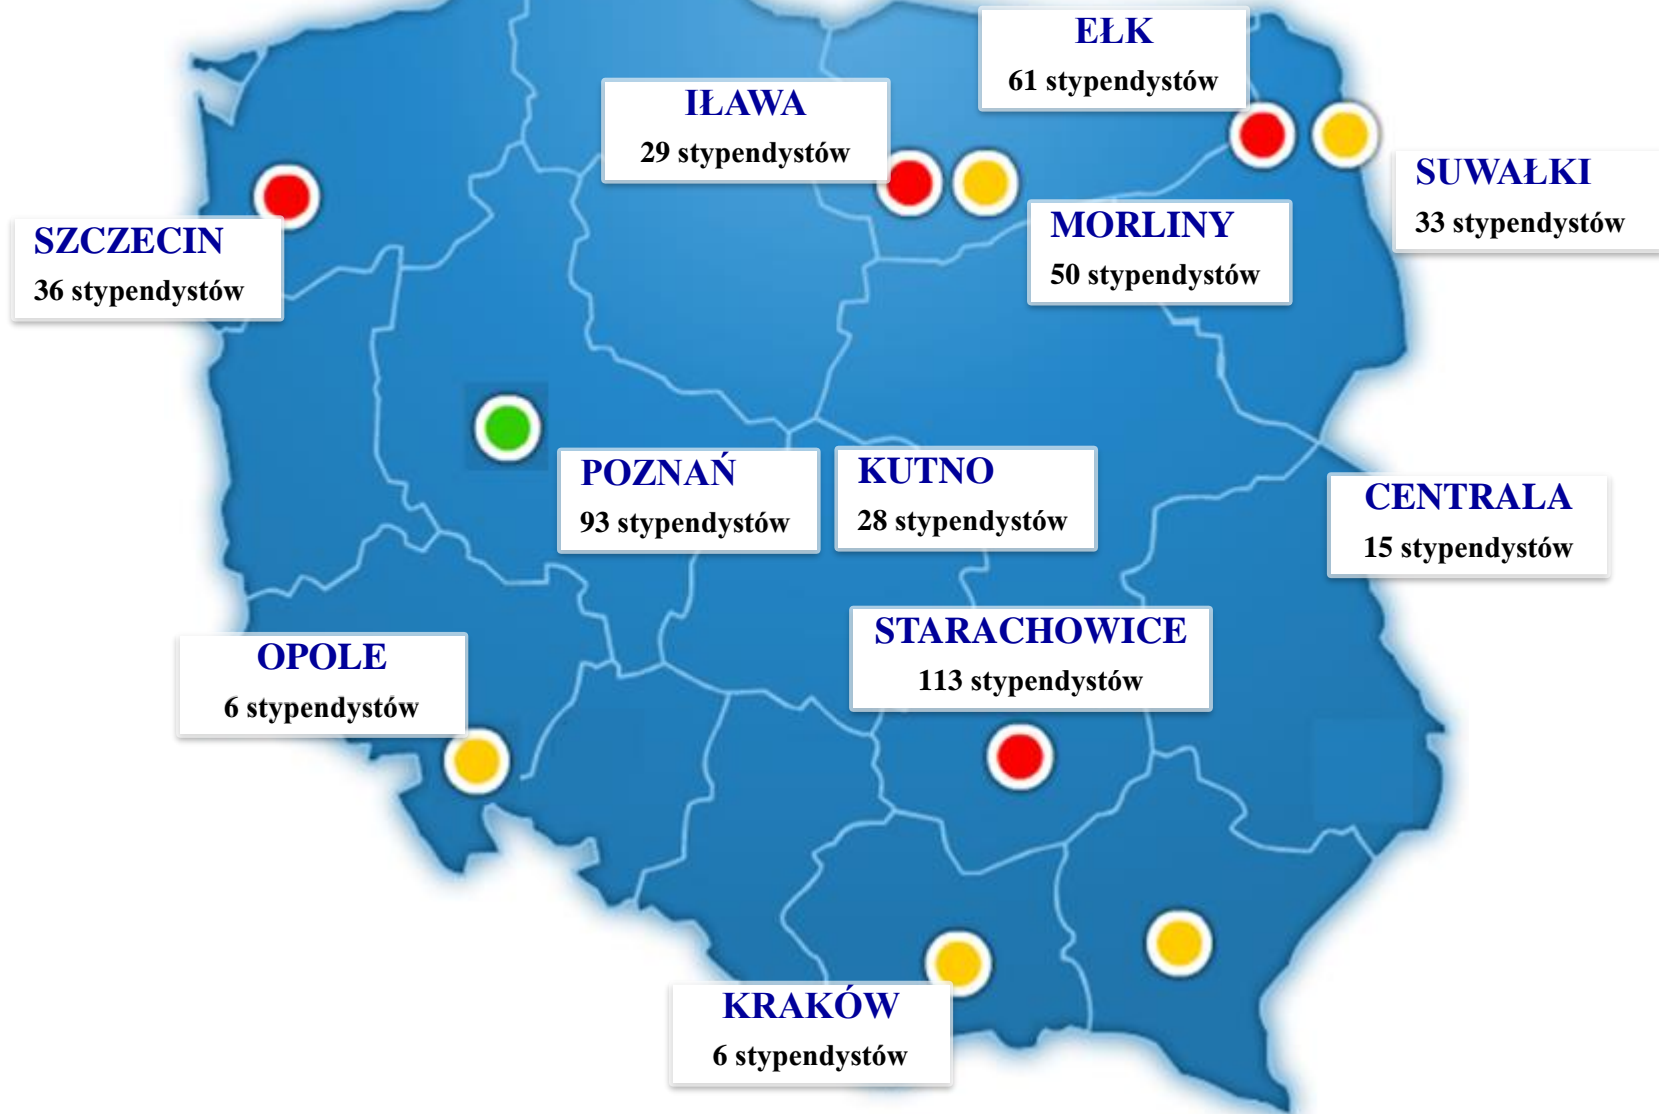 EŁK
61 stypendystów
IŁAWA
29 stypendystów
SUWAŁKI
33 stypendystów
MORLINY
50 stypendystów
SZCZECIN
36 stypendystów
POZNAŃ
93 stypendystów
KUTNO
28 stypendystów
CENTRALA
15 stypendystów
STARACHOWICE
113 stypendystów
OPOLE
6 stypendystów
KRAKÓW
6 stypendystów